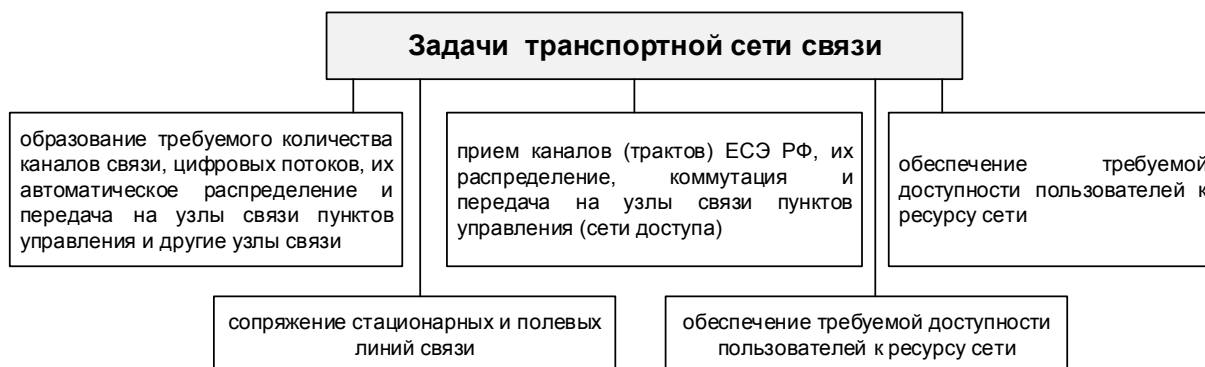 Задачи транспортной сети связи
образование требуемого количества
каналов связи, цифровых потоков, их
автоматическое распределение и
передача на узлы связи пунктов
управления и другие узлы связи
прием каналов (трактов) ЕСЭ РФ, их
распределение, коммутация и
передача на узлы связи пунктов
управления (сети доступа)
обеспечение требуемой
доступности пользователей к
ресурсу сети
сопряжение стационарных и полевых
линий связи
обеспечение требуемой доступности
пользователей к ресурсу сети